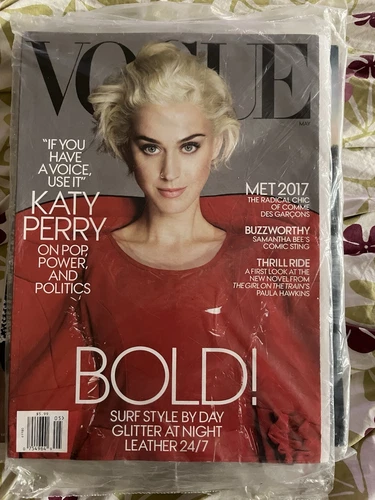 VOGUE
MAY
"IF YOU
HAVE
A VOICE,
USE IT"
KATY
PERRY
ON POP,
POWER,
AND
POLITICS
MET 2017
THE RADICAL CHIC
OF COMME
DES GARÇONS
BUZZWORTHY
SAMANTHA BEE'S
COMIC STING
THRILL RIDE
A FIRST LOOK AT THE
NEW NOVEL FROM
THE GIRL ON THE TRAIN'S
PAULA HAWKINS
BOLD!
SURF STYLE BY DAY
GLITTER AT NIGHT
LEATHER 24/7
05>